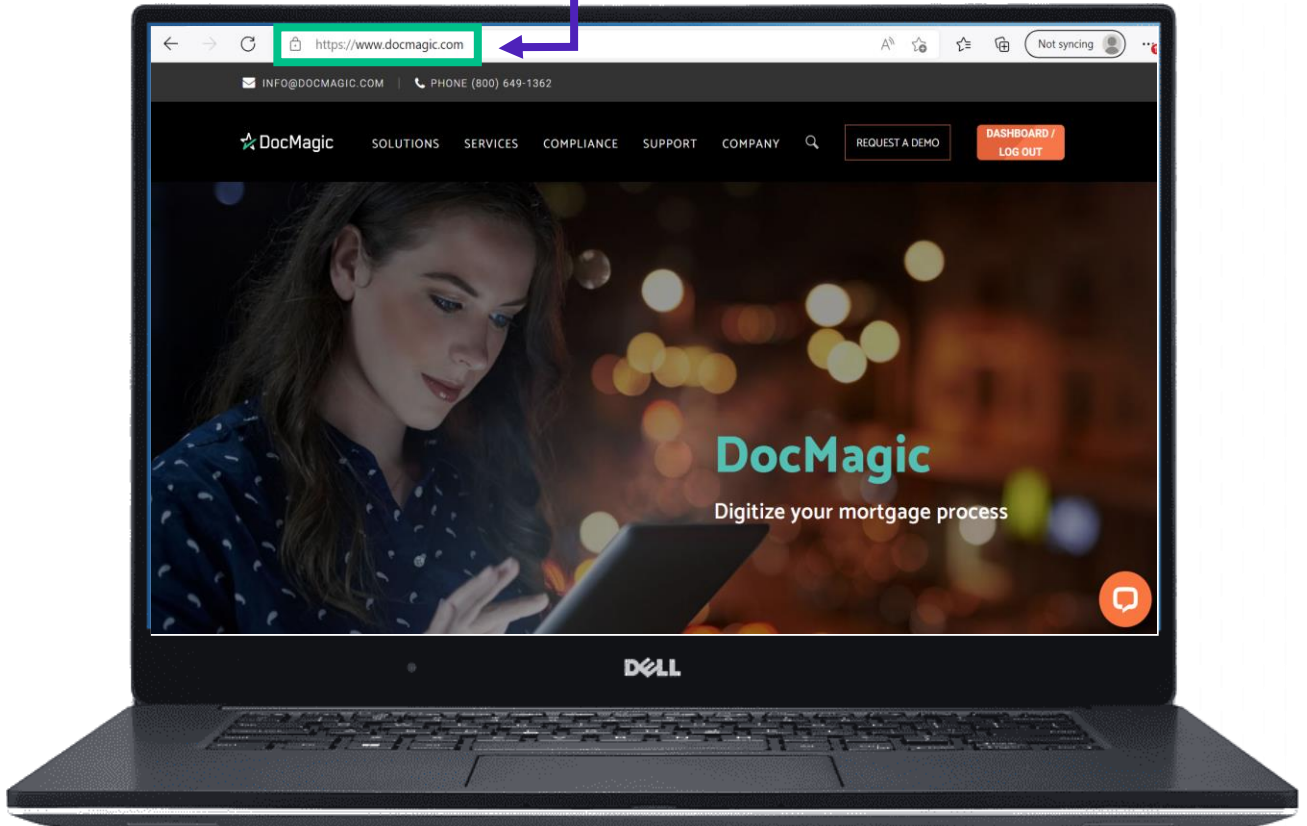 https://www.docmagic.com
Not syncing
INFO@DOCMAGIC.COM | PHONE (800) 649-1362
DocMagic
SOLUTIONS SERVICES COMPLIANCE SUPPORT COMPANY
REQUEST A DEMO
DASHBOARD /
LOG OUT
DocMagic
Digitize your mortgage process
DELL